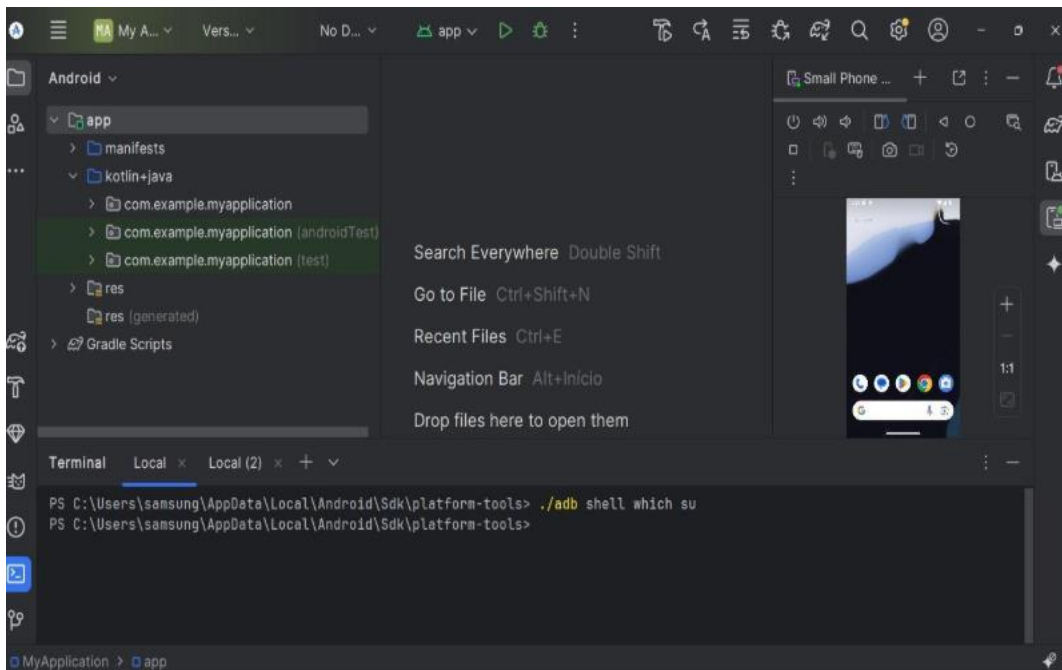 MA My A... Vers... No D... app
Android
Small Phone ...
app
manifests
kotlin+java
com.example.myapplication
com.example.myapplication (androidTest)
com.example.myapplication (test)
res
res (generated)
Gradle Scripts
Search Everywhere Double Shift
Go to File Ctrl+Shift+N
Recent Files Ctrl+E
Navigation Bar Alt+Início
Drop files here to open them
1:1
Terminal Local Local (2)
PS C:\Users\samsung\AppData\Local\Android\Sdk\platform-tools> ./adb shell which su
PS C:\Users\samsung\AppData\Local\Android\Sdk\platform-tools>
MyApplication > app